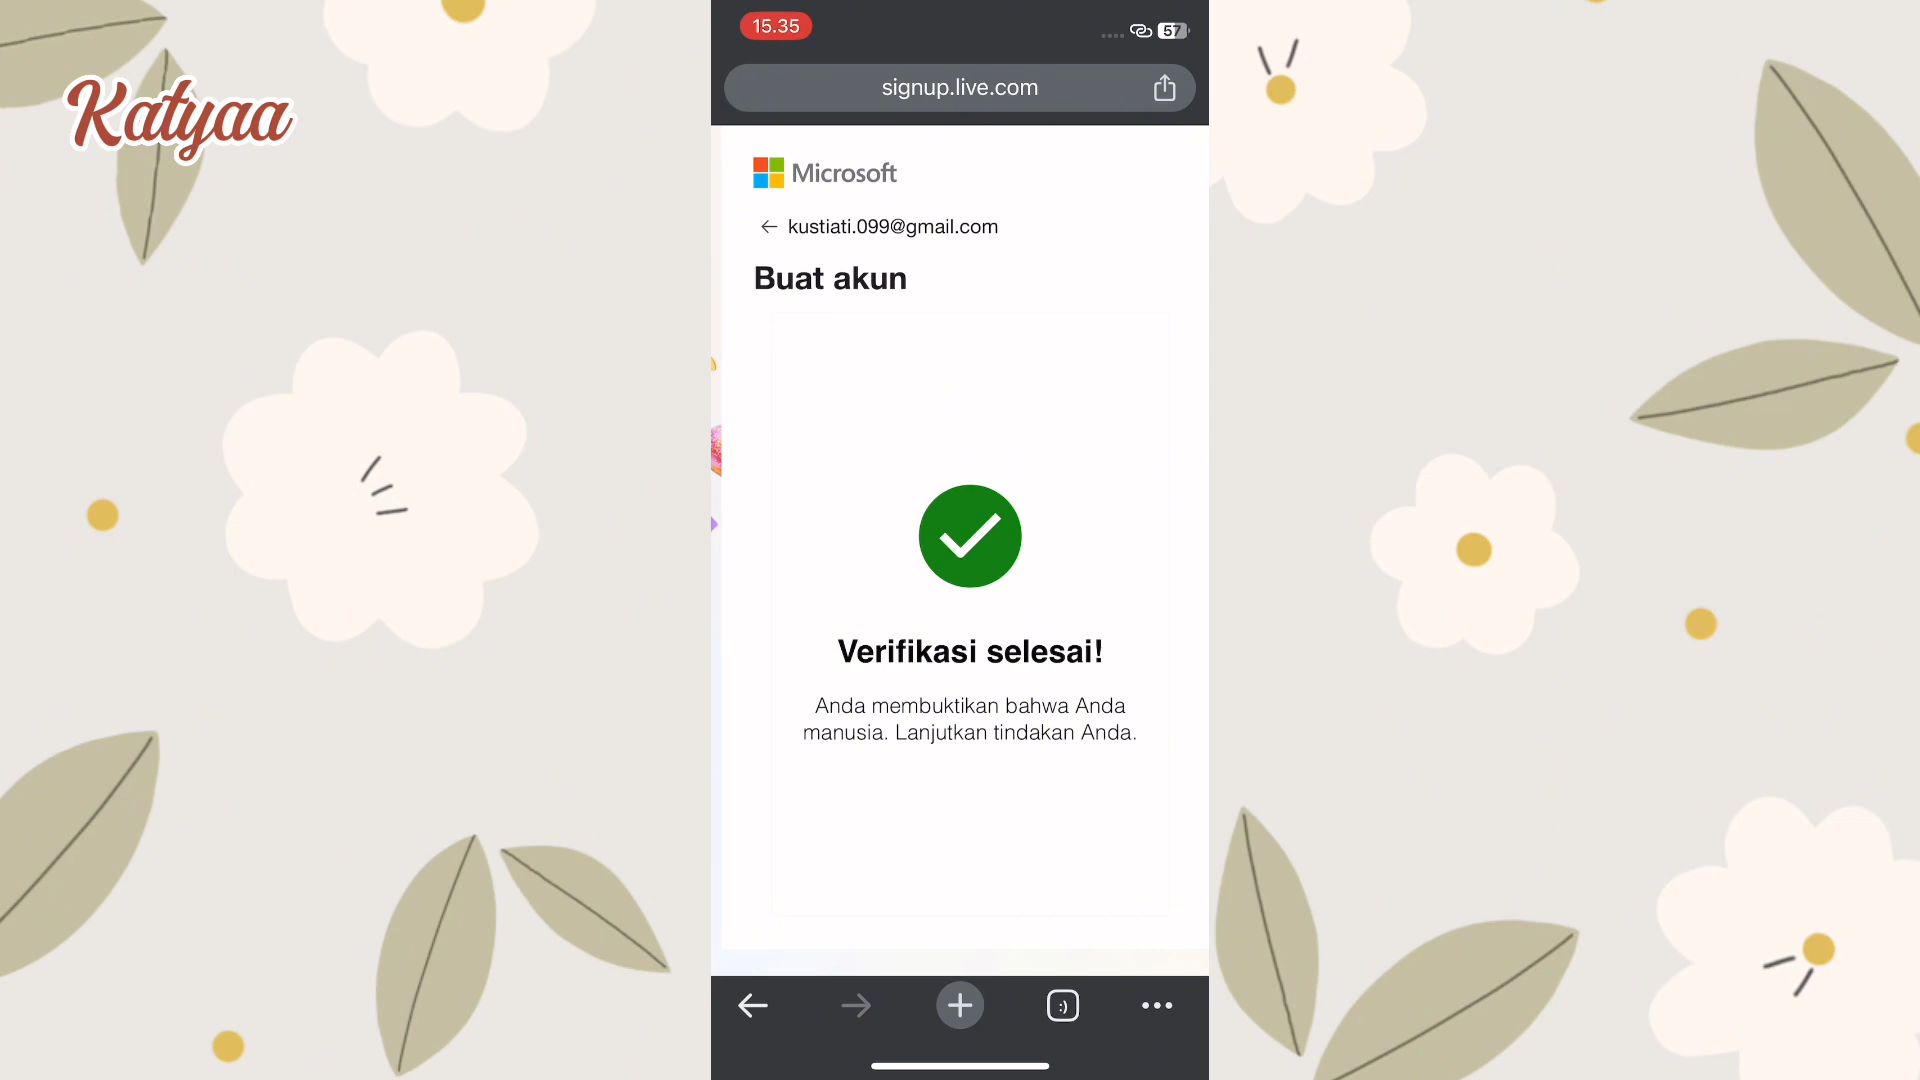 Katyaa
15.35
57
signup.live.com
Microsoft
kustiati.099@gmail.com
Buat akun
Verifikasi selesai!
Anda membuktikan bahwa Anda
manusia. Lanjutkan tindakan Anda.
:)